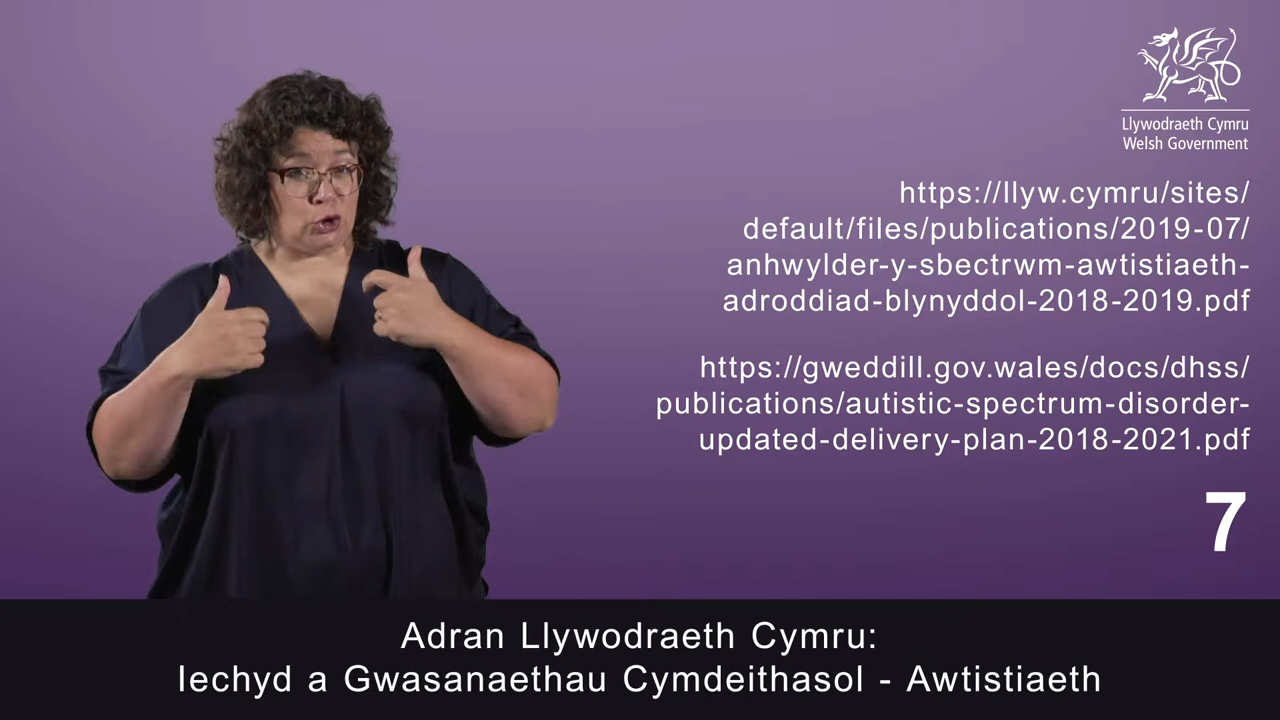 Llywodraeth Cymru
Welsh Government
https://llyw.cymru/sites/
default/files/publications/2019-07/
anhwylder-y-sbectrwm-awtistiaeth-
adroddiad-blynyddol-2018-2019.pdf
https://gweddill.gov.wales/docs/dhss/
publications/autistic-spectrum-disorder-
updated-delivery-plan-2018-2021.pdf
7
Adran Llywodraeth Cymru:
Iechyd a Gwasanaethau Cymdeithasol - Awtistiaeth